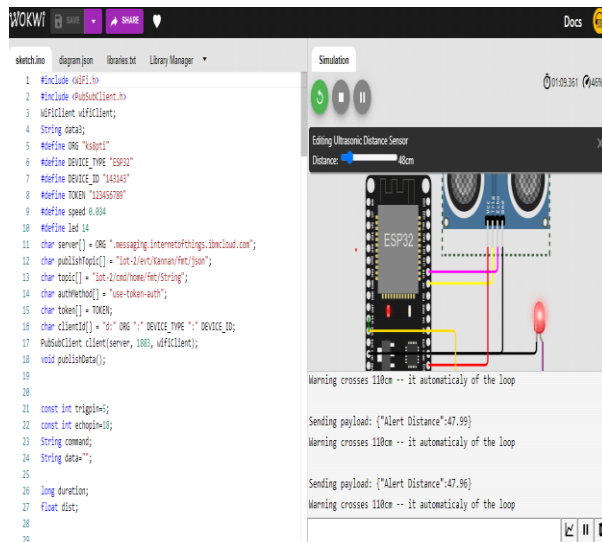 WOKWI SAVE SHARE Docs
sketch.ino diagram.json libraries.txt Library Manager
Simulation
1 #include <WiFi.h>
2 #include <PubSubClient.h>
3 WiFiClient wifiClient;
4 String data3;
5 #define ORG "ks8pti"
6 #define DEVICE_TYPE "ESP32"
7 #define DEVICE_ID "143143"
8 #define TOKEN "123456789"
9 #define speed 0.034
10 #define led 14
11 char server[] = ORG ".messaging.internetofthings.ibmcloud.com";
12 char publishTopic[] = "iot-2/evt/Kannan/fmt/json";
13 char topic[] = "iot-2/cmd/home/fmt/String";
14 char authMethod[] = "use-token-auth";
15 char token[] = TOKEN;
16 char clientId[] = "d:" ORG ":" DEVICE_TYPE ":" DEVICE_ID;
17 PubSubClient client(server, 1883, wifiClient);
18 void publishData();
19
20
21 const int trigpin=5;
22 const int echopin=18;
23 String command;
24 String data="";
25
26 long duration;
27 float dist;
28
29
01:09.361
Editing Ultrasonic Distance Sensor X
Distance: 48cm
Vcc
Trig
Echo
Gnd
ESP32
Warning crosses 110cm -- it automaticaly of the loop
Sending payload: {"Alert Distance":47.99}
Warning crosses 110cm -- it automaticaly of the loop
Sending payload: {"Alert Distance":47.96}
Warning crosses 110cm -- it automaticaly of the loop